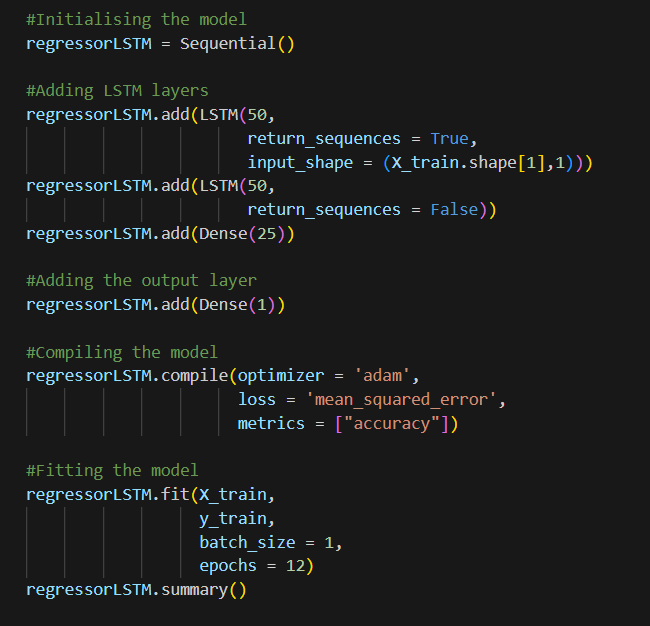 #Initialising the model
regressorLSTM = Sequential()
#Adding LSTM layers
regressorLSTM.add(LSTM(50,
return_sequences = True,
input_shape = (X_train.shape[1],1)))
regressorLSTM.add(LSTM(50,
return_sequences = False))
regressorLSTM.add(Dense(25))
#Adding the output layer
regressorLSTM.add(Dense(1))
#Compiling the model
regressorLSTM.compile(optimizer = 'adam',
loss = 'mean_squared_error',
metrics = ["accuracy"])
#Fitting the model
regressorLSTM.fit(X_train,
y_train,
batch_size = 1,
epochs = 12)
regressorLSTM.summary()